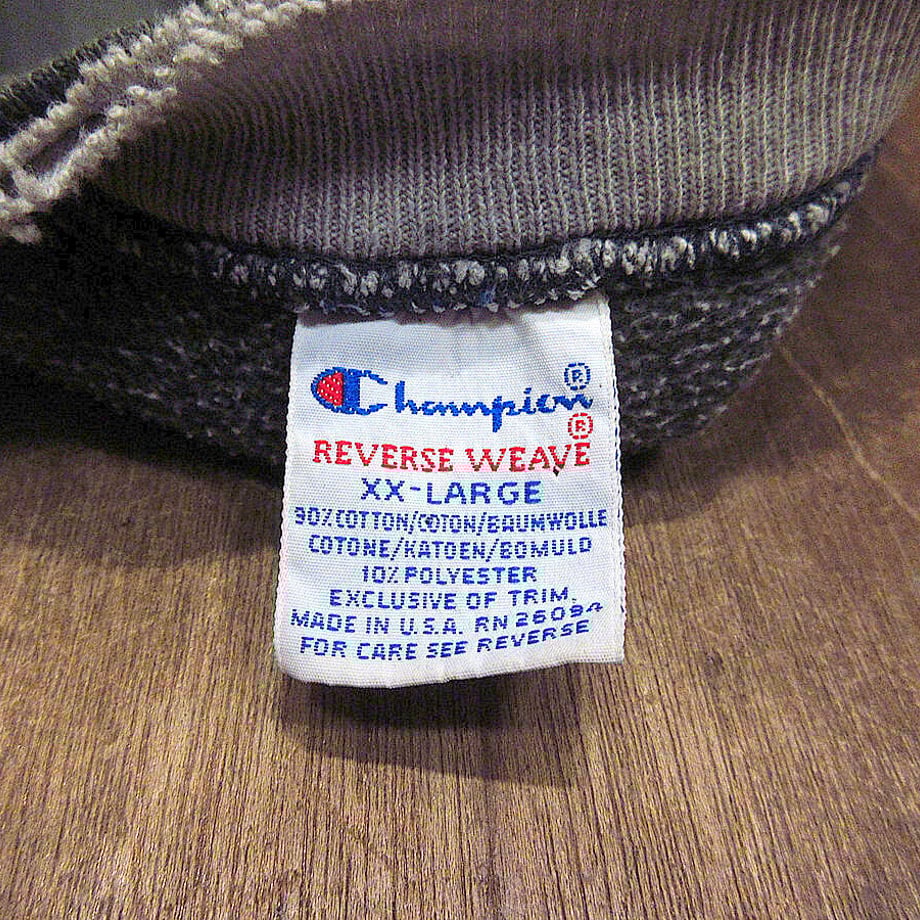 Champion®
®
REVERSE WEAVE
XX-LARGE
90% COTTON/COTON/BAUMWOLLE
COTONE/KATOEN/BOMULD
10% POLYESTER
EXCLUSIVE OF TRIM.
MADE IN U.S.A. RN 26094
FOR CARE SEE REVERSE